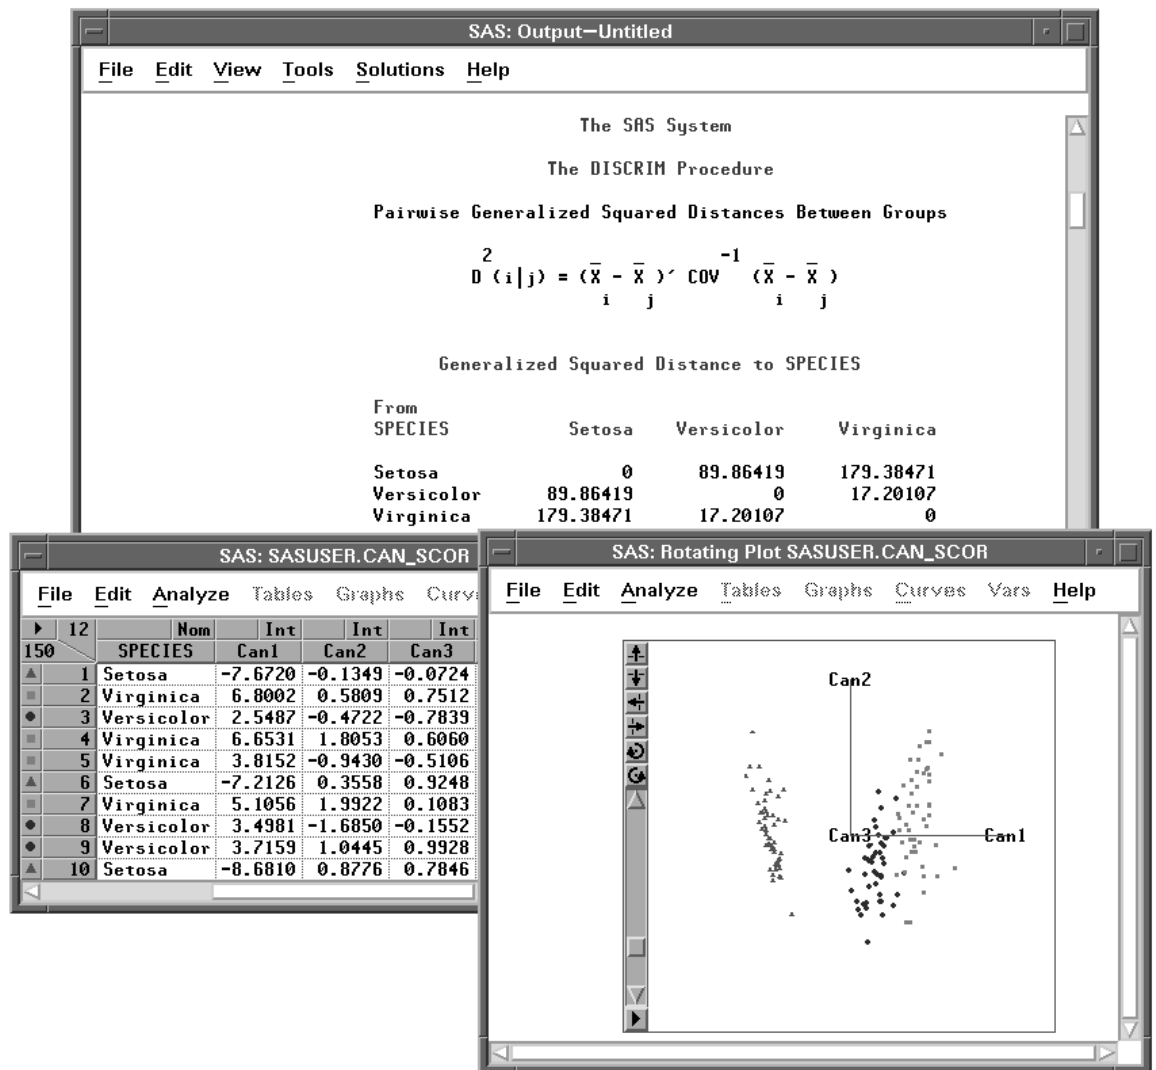 SAS: Output—Untitled
File Edit View Tools Solutions Help
The SAS System
The DISCRIM Procedure
Pairwise Generalized Squared Distances Between Groups
2 _ _ -1 _ _
D (i|j) = (X - X )′ COV (X - X )
i j i j
Generalized Squared Distance to SPECIES
From
SPECIES Setosa Versicolor Virginica
Setosa 0 89.86419 179.38471
Versicolor 89.86419 0 17.20107
Virginica 179.38471 17.20107 0
SAS: SASUSER.CAN_SCOR
File Edit Analyze Tables Graphs Curv
12 Nom Int Int Int
150 SPECIES Can1 Can2 Can3
1 Setosa -7.6720 -0.1349 -0.0724
2 Virginica 6.8002 0.5809 0.7512
3 Versicolor 2.5487 -0.4722 -0.7839
4 Virginica 6.6531 1.8053 0.6060
5 Virginica 3.8152 -0.9430 -0.5106
6 Setosa -7.2126 0.3558 0.9248
7 Virginica 5.1056 1.9922 0.1083
8 Versicolor 3.4981 -1.6850 -0.1552
9 Versicolor 3.7159 1.0445 0.9928
10 Setosa -8.6810 0.8776 0.7846
SAS: Rotating Plot SASUSER.CAN_SCOR
File Edit Analyze Tables Graphs Curves Vars Help
Can2
Can3 Can1